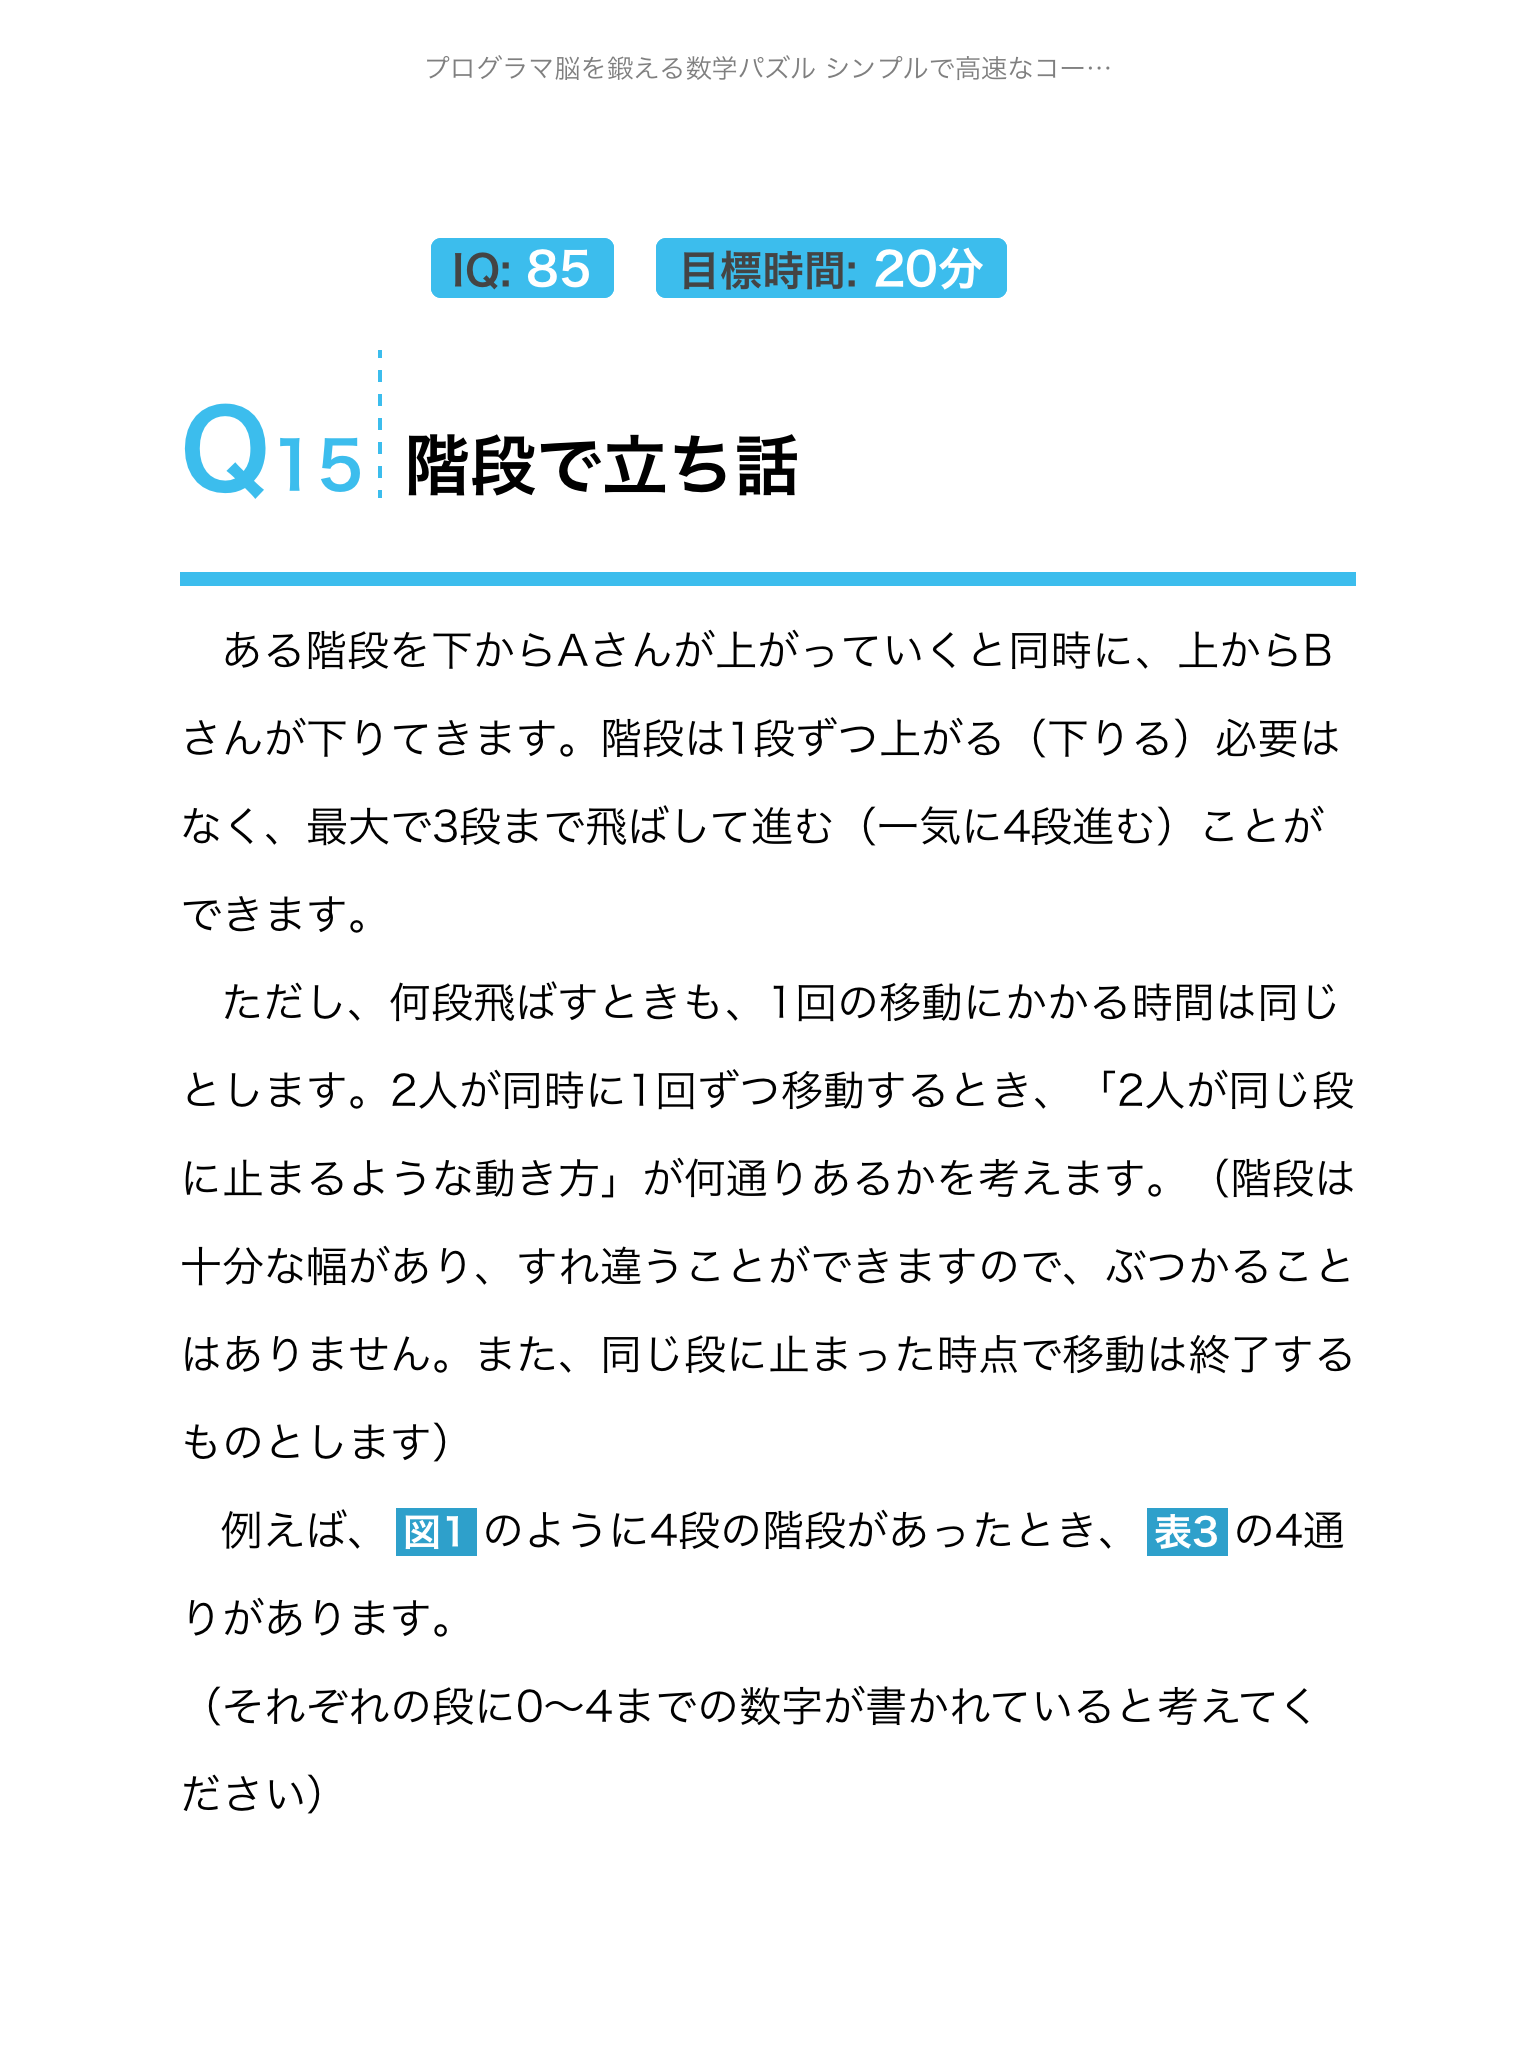 プログラマ脳を鍛える数学パズル シンプルで高速なコー…
IQ: 85 目標時間: 20分
Q15 階段で立ち話
ある階段を下からAさんが上がっていくと同時に、上からB
さんが下りてきます。階段は1段ずつ上がる（下りる）必要は
なく、最大で3段まで飛ばして進む（一気に4段進む）ことが
できます。
ただし、何段飛ばすときも、1回の移動にかかる時間は同じ
とします。2人が同時に1回ずつ移動するとき、「2人が同じ段
に止まるような動き方」が何通りあるかを考えます。（階段は
十分な幅があり、すれ違うことができますので、ぶつかること
はありません。また、同じ段に止まった時点で移動は終了する
ものとします）
例えば、図1のように4段の階段があったとき、表3の4通
りがあります。
（それぞれの段に0〜4までの数字が書かれていると考えてく
ださい）